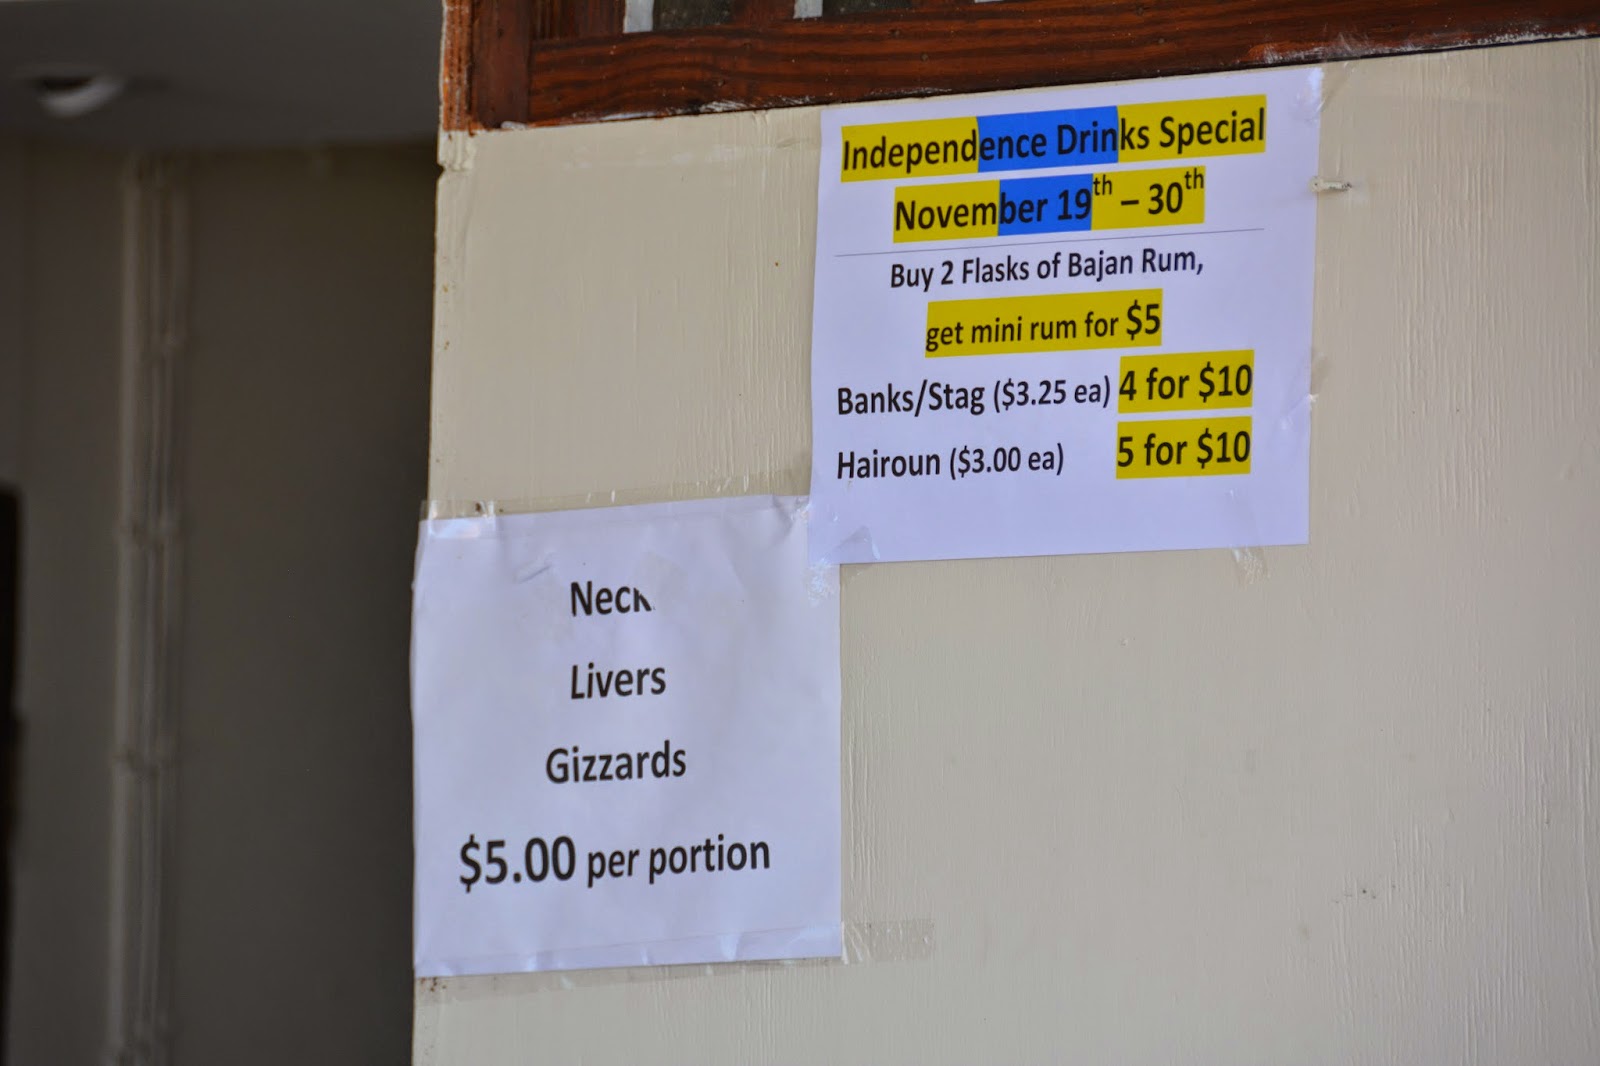 Independence Drinks Special
November 19th – 30th
Buy 2 Flasks of Bajan Rum,
get mini rum for $5
Banks/Stag ($3.25 ea) 4 for $10
Hairoun ($3.00 ea) 5 for $10
Neck
Livers
Gizzards
$5.00 per portion